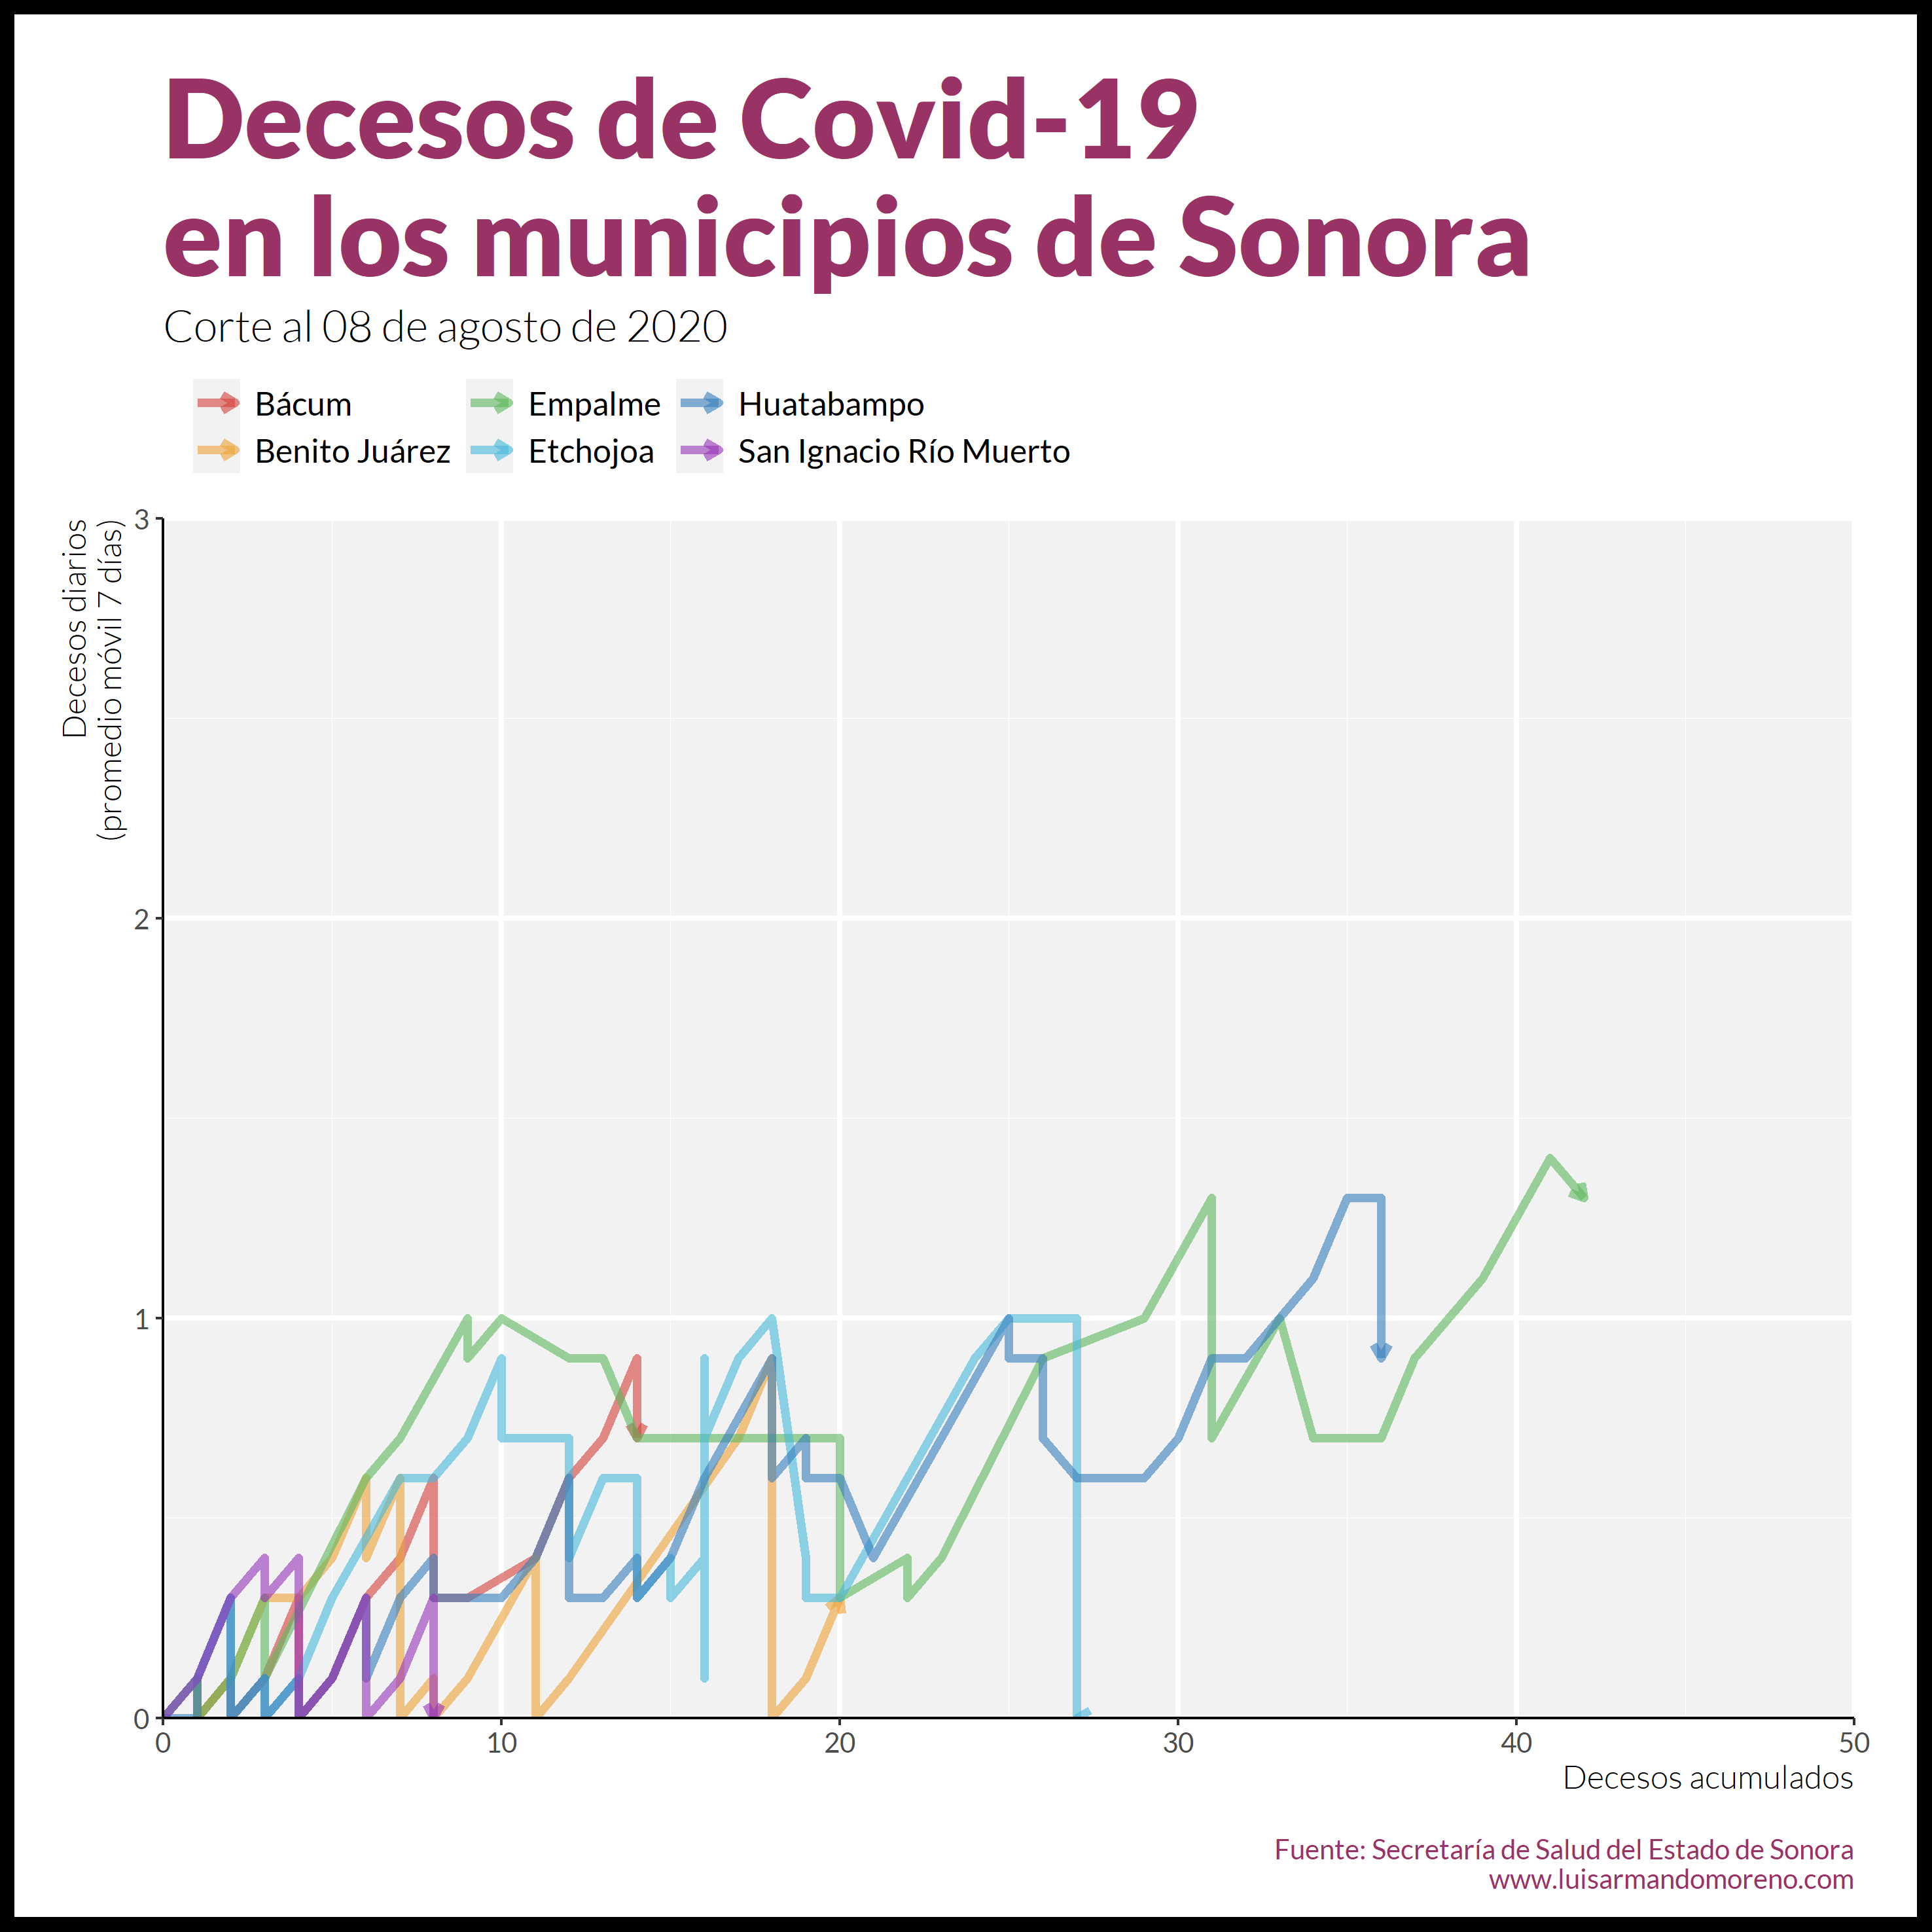 Decesos de Covid-19
en los municipios de Sonora
Corte al 08 de agosto de 2020
Bácum
Empalme
Huatabampo
Benito Juárez
Etchojoa
San Ignacio Río Muerto
Decesos diarios
(promedio móvil 7 días)
3
2
1
0
0
10
20
30
40
50
Decesos acumulados
Fuente: Secretaría de Salud del Estado de Sonora
www.luisarmandomoreno.com